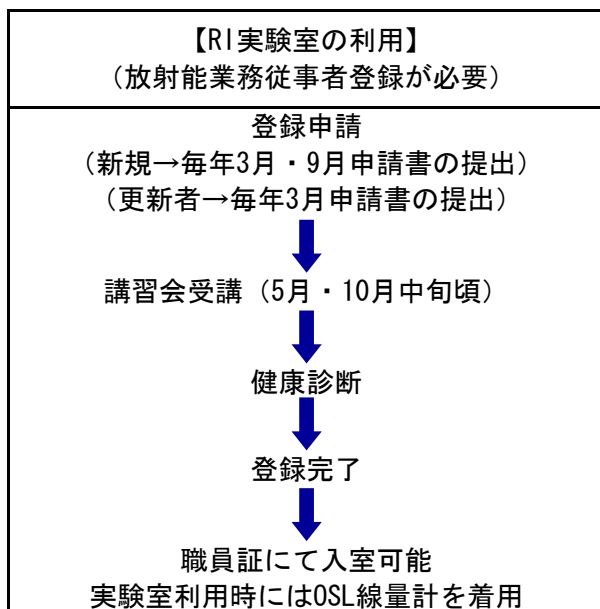 【RI実験室の利用】
（放射能業務従事者登録が必要）
登録申請
（新規→毎年3月・9月申請書の提出）
（更新者→毎年3月申請書の提出）
講習会受講（5月・10月中旬頃）
健康診断
登録完了
職員証にて入室可能
実験室利用時にはOSL線量計を着用